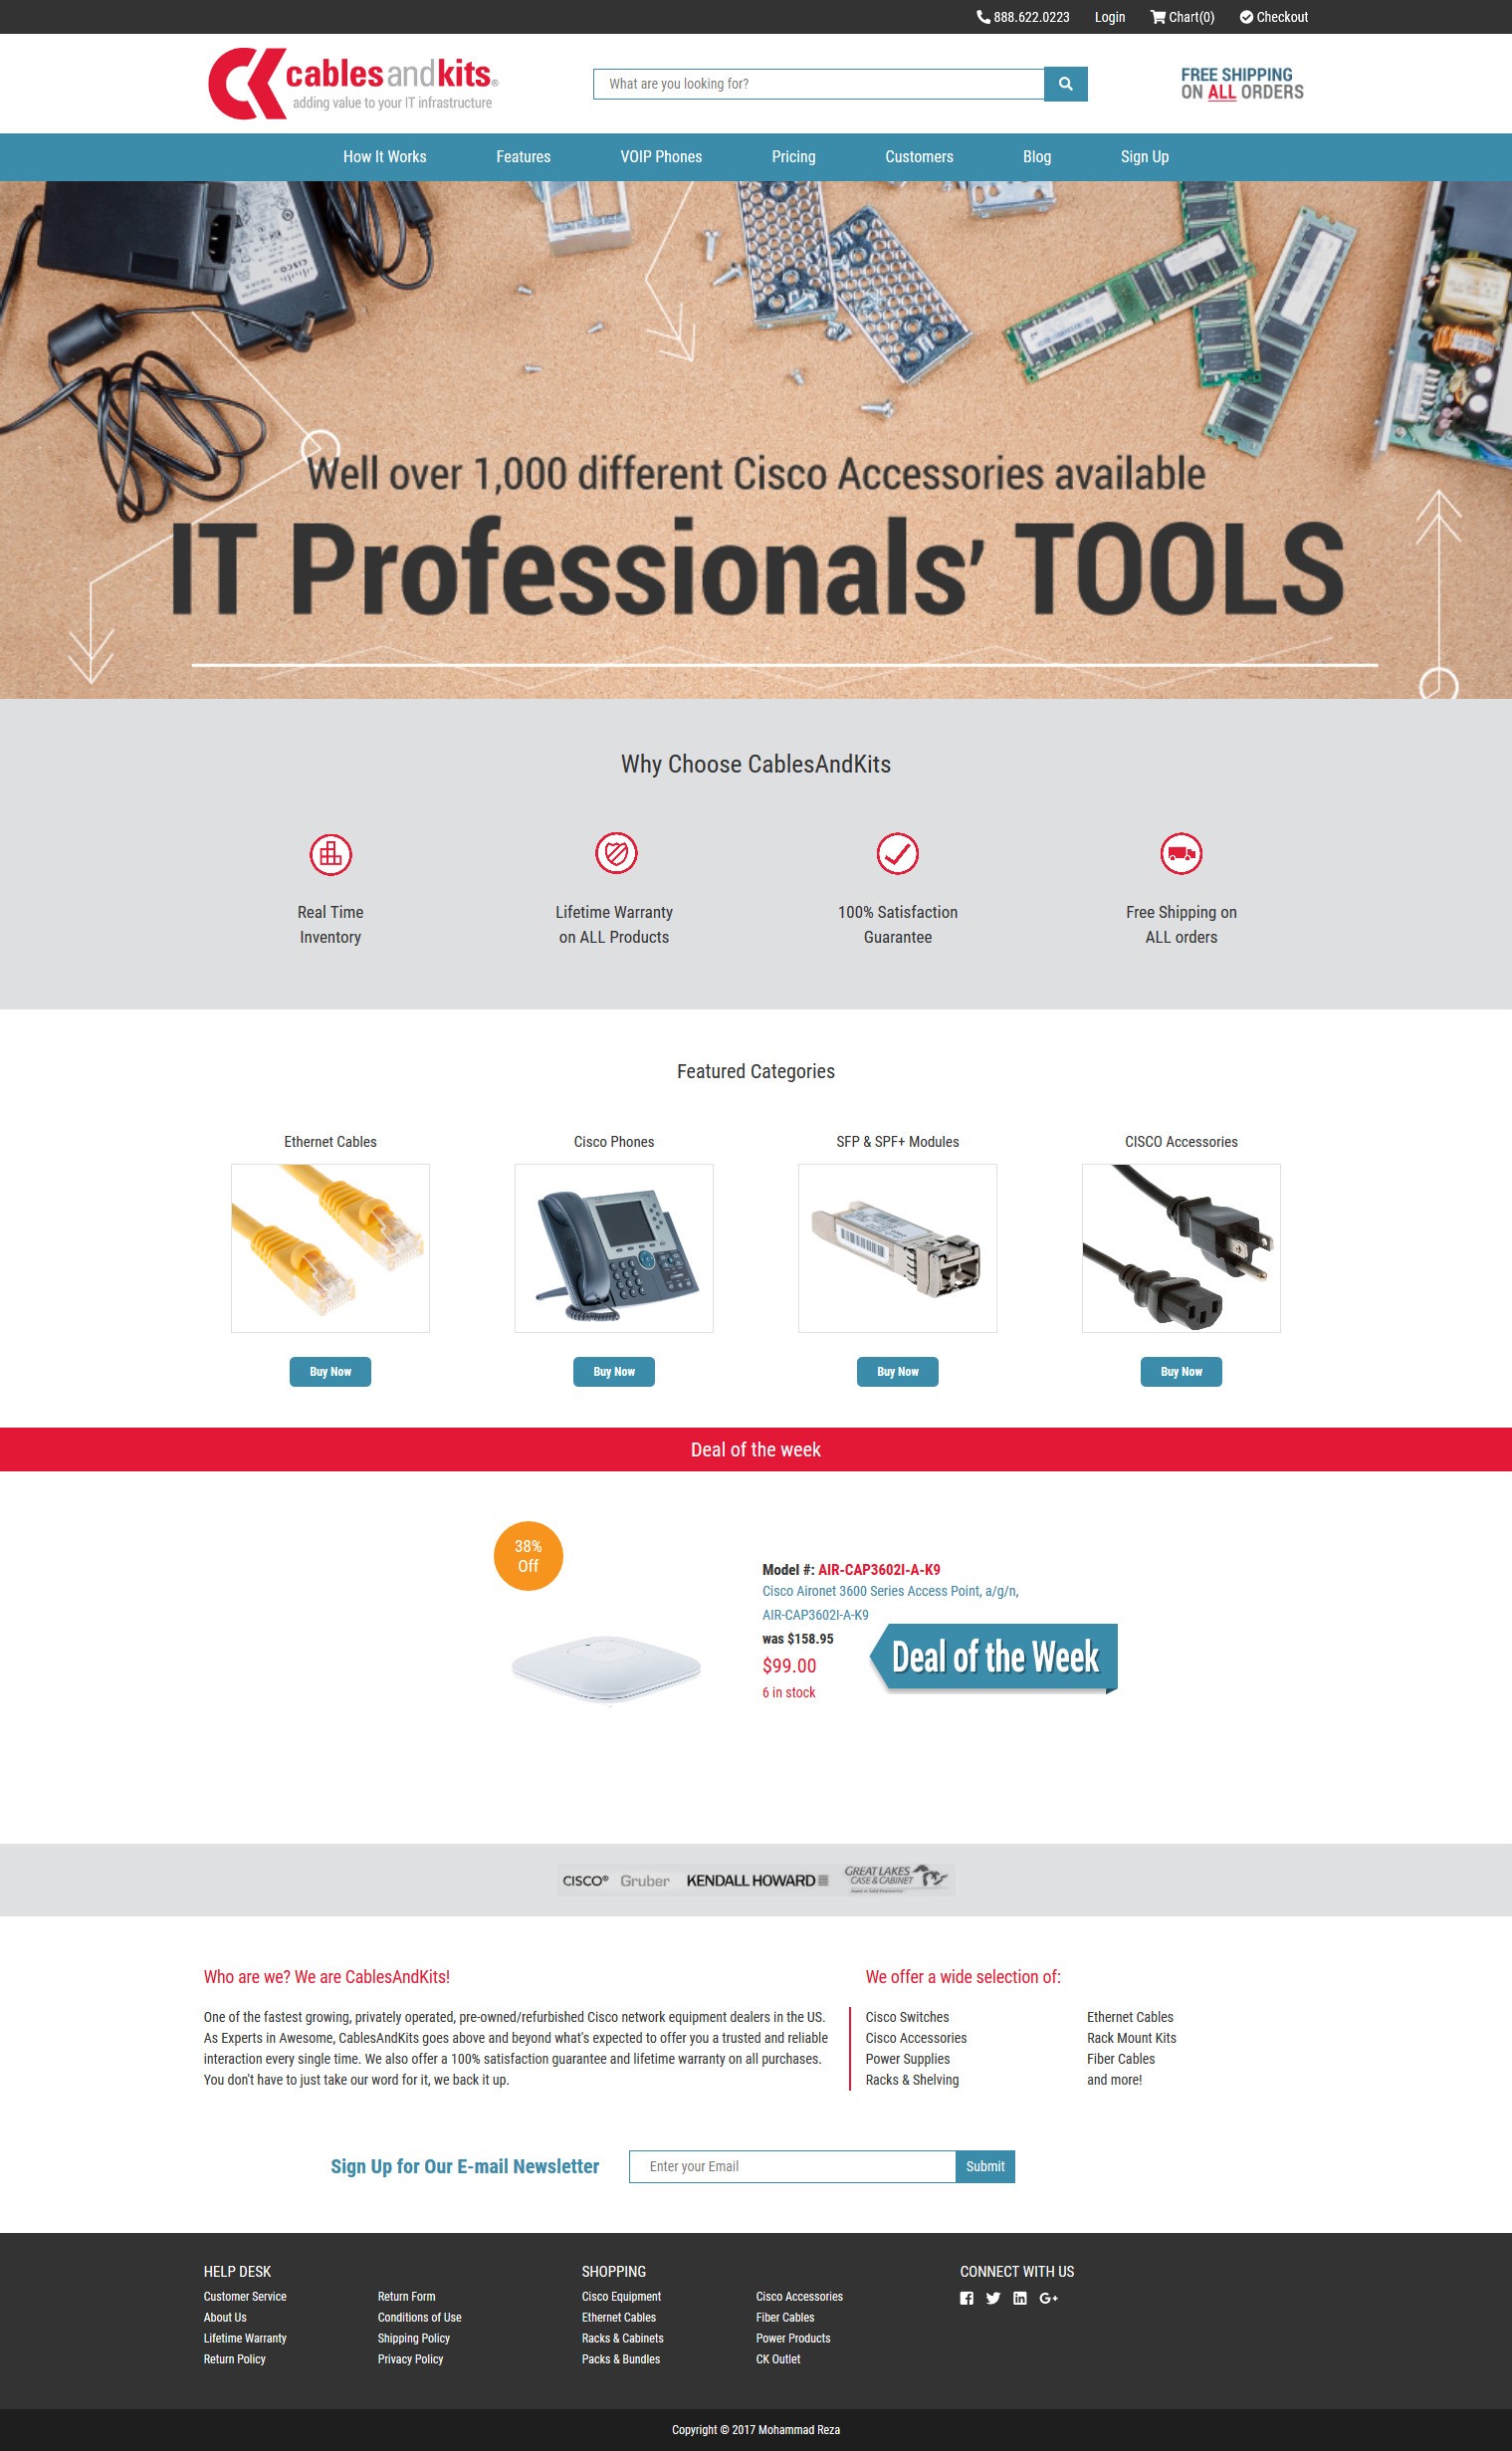 888.622.0223 Login Chart(0) Checkout
cablesandkits®
adding value to your IT infrastructure
What are you looking for?
FREE SHIPPING
ON ALL ORDERS
How It Works Features VOIP Phones Pricing Customers Blog Sign Up
CISCO
Well over 1,000 different Cisco Accessories available
IT Professionals' TOOLS
Why Choose CablesAndKits
Real Time
Inventory
Lifetime Warranty
on ALL Products
100% Satisfaction
Guarantee
Free Shipping on
ALL orders
Featured Categories
Ethernet Cables
Cisco Phones
SFP & SPF+ Modules
CISCO Accessories
Buy Now
Buy Now
Buy Now
Buy Now
Deal of the week
38%
Off
Model #: AIR-CAP3602I-A-K9
Cisco Aironet 3600 Series Access Point, a/g/n,
AIR-CAP3602I-A-K9
was $158.95
$99.00
6 in stock
Deal of the Week
CISCO® Gruber KENDALL HOWARD
GREAT LAKES
CASE & CABINET
Who are we? We are CablesAndKits!
One of the fastest growing, privately operated, pre-owned/refurbished Cisco network equipment dealers in the US.
As Experts in Awesome, CablesAndKits goes above and beyond what's expected to offer you a trusted and reliable
interaction every single time. We also offer a 100% satisfaction guarantee and lifetime warranty on all purchases.
You don't have to just take our word for it, we back it up.
We offer a wide selection of:
Cisco Switches
Cisco Accessories
Power Supplies
Racks & Shelving
Ethernet Cables
Rack Mount Kits
Fiber Cables
and more!
Sign Up for Our E-mail Newsletter
Enter your Email
Submit
HELP DESK
Customer Service
About Us
Lifetime Warranty
Return Policy
Return Form
Conditions of Use
Shipping Policy
Privacy Policy
SHOPPING
Cisco Equipment
Ethernet Cables
Racks & Cabinets
Packs & Bundles
Cisco Accessories
Fiber Cables
Power Products
CK Outlet
CONNECT WITH US
Copyright © 2017 Mohammad Reza